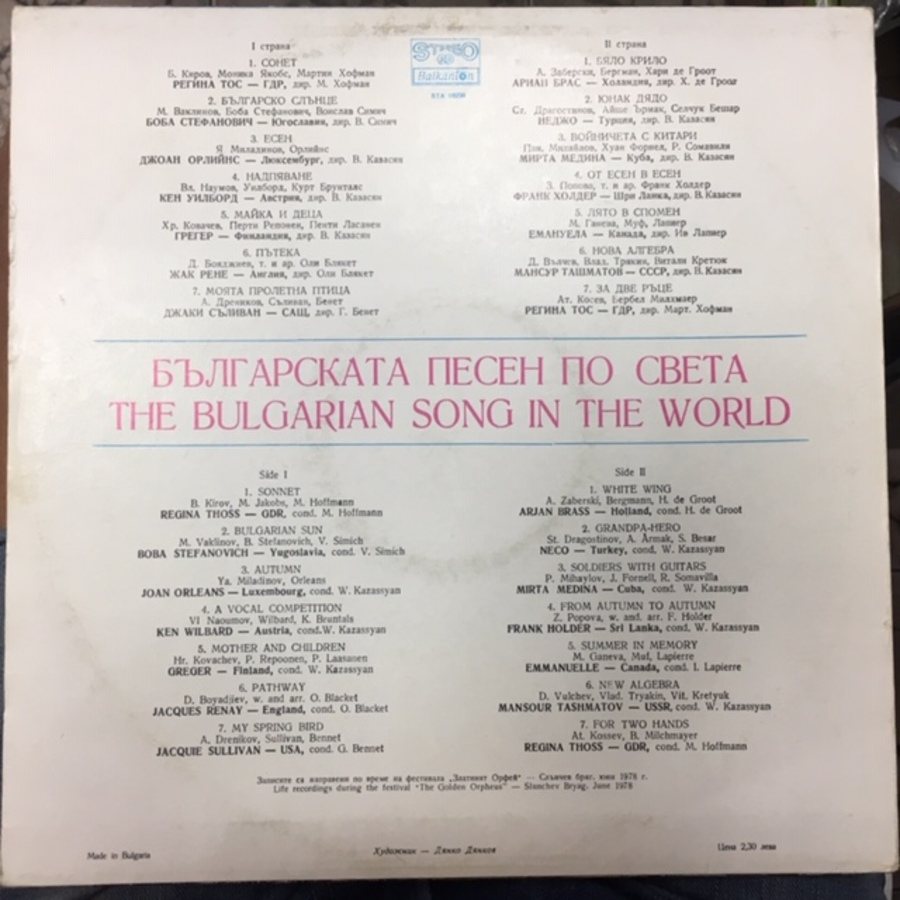 I страна
1. СОНЕТ
Б. Киров, Моника Якобс, Мартин Хофман
РЕГИНА ТОС — ГДР, дир. М. Хофман
2. БЪЛГАРСКО СЛЪНЦЕ
М. Ваклинов, Боба Стефанович, Воислав Симич
БОБА СТЕФАНОВИЧ — Югославия, дир. В. Симич
3. ЕСЕН
Я Миладинов, Орлийнс
ДЖОАН ОРЛИЙНС — Люксембург, дир. В. Казасян
4. НАДПЯВАНЕ
Вл. Наумов, Уилборд, Курт Брунталс
КЕН УИЛБОРД — Австрия, дир. В. Казасян
5. МАЙКА И ДЕЦА
Хр. Ковачев, Перти Репонен, Пенти Ласанен
ГРЕГЕР — Финландия, дир. В. Казасян
6. ПЪТЕКА
Д. Бояджиев, т. и ар. Оли Блякет
ЖАК РЕНЕ — Англия, дир. Оли Блякет
7. МОЯТА ПРОЛЕТНА ПТИЦА
А. Дреников, Съливан, Бенет
ДЖАКИ СЪЛИВАН — САЩ, дир. Г. Бенет
STEREO
Balkanton
II страна
1. БЯЛО КРИЛО
А. Заберски, Бергман, Хари де Гроот
АРИАН БРАС — Холандия, дир. Х. де Гроот
2. ЮНАК ДЯДО
Ст. Драгостинов, Айше Ърмак, Селчук Бешар
НЕДЖО — Турция, дир. В. Казасян
3. ВОЙНИЧЕТА С КИТАРИ
Пан. Михайлов, Хуан Форнел, Р. Сомавили
МИРТА МЕДИНА — Куба, дир. В. Казасян
4. ОТ ЕСЕН В ЕСЕН
З. Попова, т. и ар. Франк Холдер
ФРАНК ХОЛДЕР — Шри Ланка, дир. В. Казасян
5. ЛЯТО В СПОМЕН
М. Ганева, Муф, Лапиер
ЕМАНУЕЛА — Канада, дир. Ив Лапиер
6. НОВА АЛГЕБРА
Д. Вълчев, Влад. Трякин, Витали Кретюк
МАНСУР ТАШМАТОВ — СССР, дир. В. Казасян
7. ЗА ДВЕ РЪЦЕ
Ат. Косев, Бербел Милхмаер
РЕГИНА ТОС — ГДР, дир. Март. Хофман
БЪЛГАРСКАТА ПЕСЕН ПО СВЕТА
THE BULGARIAN SONG IN THE WORLD
Side I
1. SONNET
B. Kirov, M. Jakobs, M. Hoffmann
REGINA THOSS — GDR, cond. M. Hoffmann
2. BULGARIAN SUN
M. Vaklinov, B. Stefanovich, V. Simich
BOBA STEFANOVICH — Yugoslavia, cond. V. Simich
3. AUTUMN
Ya. Miladinov, Orleans
JOAN ORLEANS — Luxembourg, cond. W. Kazassyan
4. A VOCAL COMPETITION
Vl Naoumov, Wilbard, K. Bruntals
KEN WILBARD — Austria, cond.W. Kazassyan
5. MOTHER AND CHILDREN
Hr. Kovachev, P. Repoonen, P. Laasanen
GREGER — Finland, cond. W. Kazassyan
6. PATHWAY
D. Boyadjiev, w. and arr. O. Blacket
JACQUES RENAY — England, cond. O. Blacket
7. MY SPRING BIRD
A. Drenikov, Sullivan, Bennet
JACQUIE SULLIVAN — USA, cond. G. Bennet
Side II
1. WHITE WING
A. Zaberski, Bergmann, H. de Groot
ARJAN BRASS — Holland, cond. H. de Groot
2. GRANDPA-HERO
St. Dragostinov, A. Armak, S. Besar
NECO — Turkey, cond. W. Kazassyan
3. SOLDIERS WITH GUITARS
P. Mihaylov, J. Fornell, R. Somavilla
MIRTA MEDINA — Cuba, cond. W. Kazassyan
4. FROM AUTUMN TO AUTUMN
Z. Popova, w. and arr. F. Holder
FRANK HOLDER — Sri Lanka, cond. W. Kazassyan
5. SUMMER IN MEMORY
M. Ganeva, Muf, Lapierre
EMMANUELLE — Canada, cond. I. Lapierre
6. NEW ALGEBRA
D. Vulchev, Vlad. Tryakin, Vit. Kretyuk
MANSOUR TASHMATOV — USSR, cond. W. Kazassyan
7. FOR TWO HANDS
At. Kossev, B. Milchmayer
REGINA THOSS — GDR, cond. M. Hoffmann
Записите са направени по време на фестивала „Златният Орфей“ — Слънчев бряг, юни 1978 г.
Life recordings during the festival "The Golden Orpheus" — Slunchev Bryag, June 1978
Made in Bulgaria
Художник — Дянко Дянков
Цена 2,30 лева